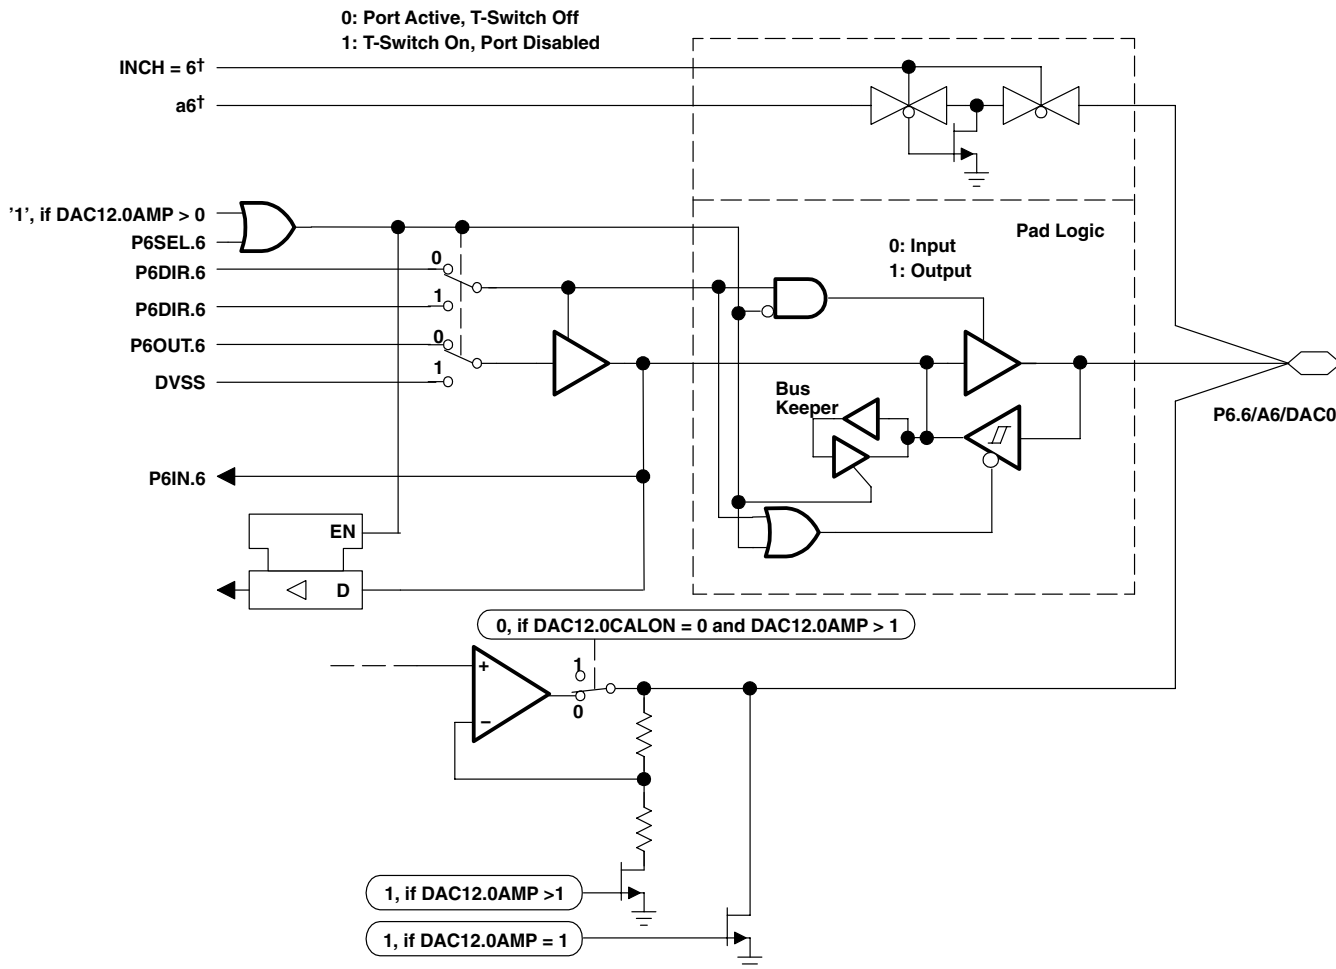 0: Port Active, T-Switch Off
1: T-Switch On, Port Disabled
INCH = 6†
a6†
'1', if DAC12.0AMP > 0
P6SEL.6
P6DIR.6
P6DIR.6
P6OUT.6
DVSS
0
1
0
1
Pad Logic
0: Input
1: Output
Bus
Keeper
P6.6/A6/DAC0
P6IN.6
EN
D
0, if DAC12.0CALON = 0 and DAC12.0AMP > 1
+
−
1
0
1, if DAC12.0AMP >1
1, if DAC12.0AMP = 1